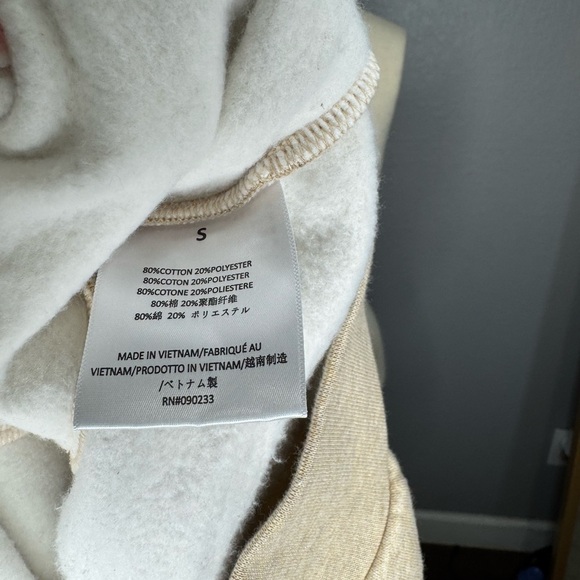 S
80%COTTON 20%POLYESTER
80%COTON 20%POLYESTER
80%COTONE 20%POLIESTERE
80%棉 20%聚酯纤维
80%綿 20% ポリエステル
MADE IN VIETNAM/FABRIQUÉ AU
VIETNAM/PRODOTTO IN VIETNAM/越南制造
/ベトナム製
RN#090233